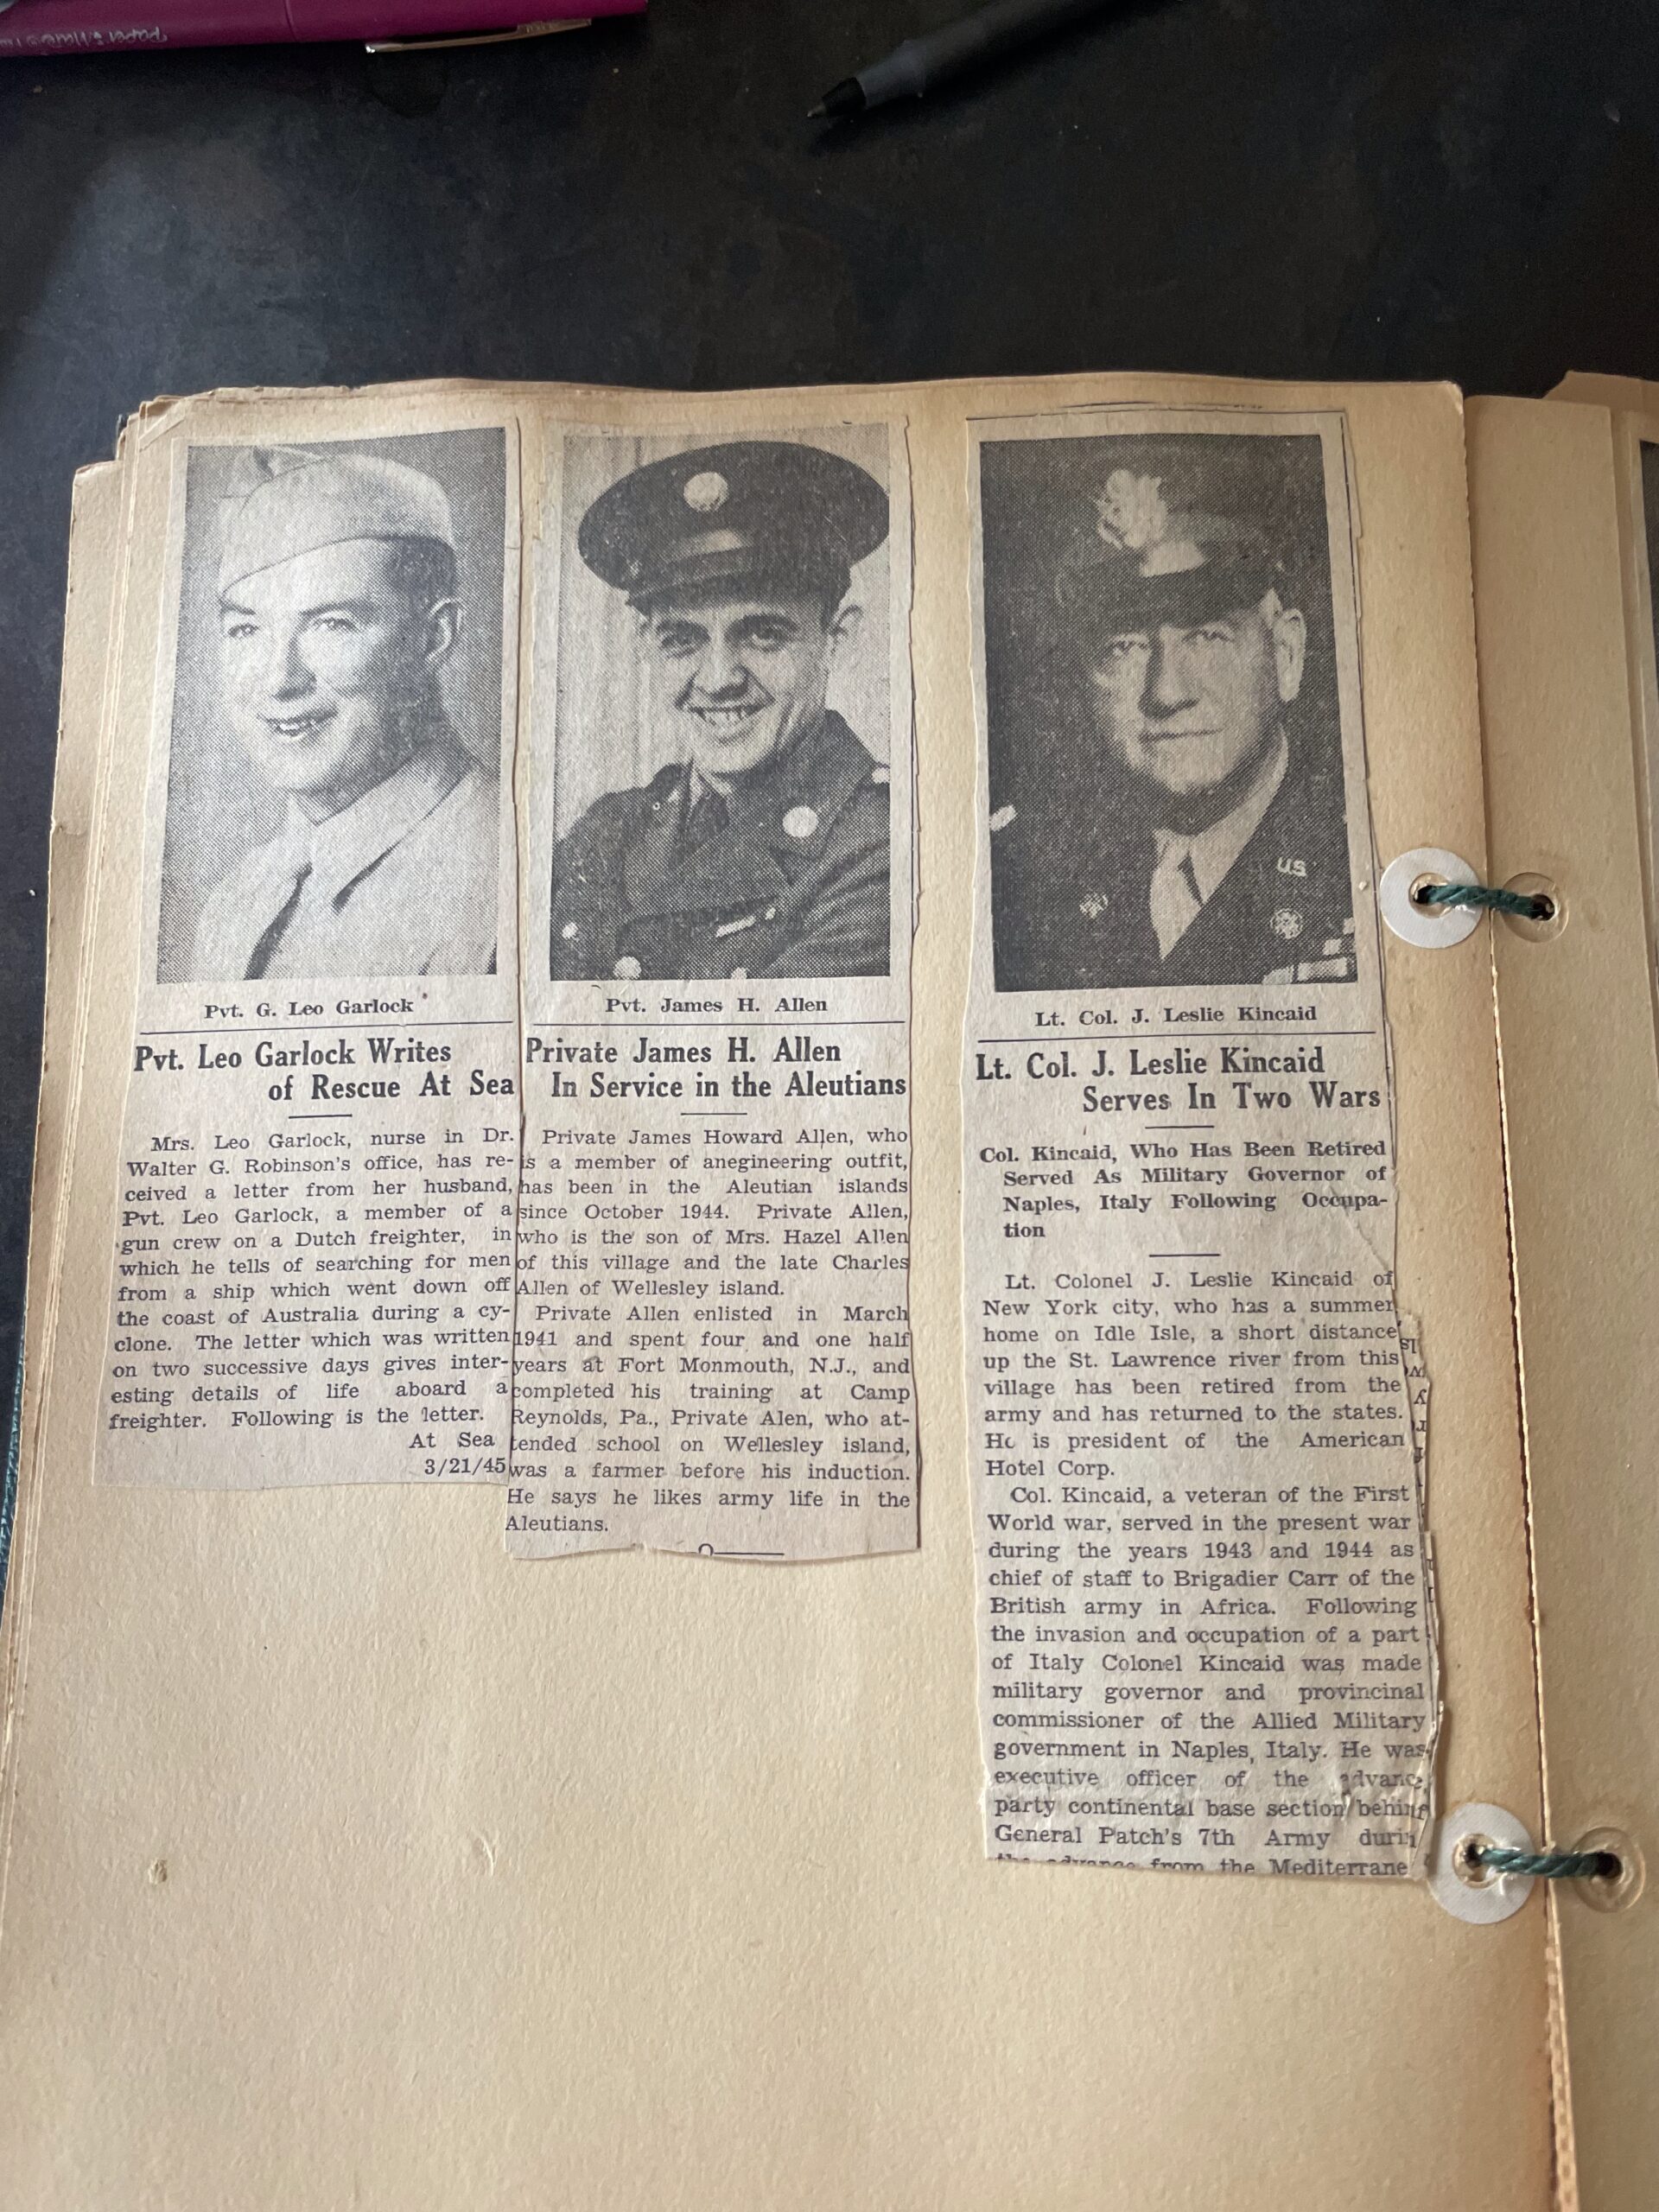 Pvt. G. Leo Garlock
Pvt. Leo Garlock Writes
of Rescue At Sea
Mrs. Leo Garlock, nurse in Dr.
Walter G. Robinson's office, has re-
ceived a letter from her husband,
Pvt. Leo Garlock, a member of a
gun crew on a Dutch freighter, in
which he tells of searching for men
from a ship which went down off
the coast of Australia during a cy-
clone. The letter which was written
on two successive days gives inter-
esting details of life aboard a
freighter. Following is the letter.
At Sea
3/21/45
Pvt. James H. Allen
Private James H. Allen
In Service in the Aleutians
Private James Howard Allen, who
is a member of anegineering outfit,
has been in the Aleutian islands
since October 1944. Private Allen,
who is the son of Mrs. Hazel Allen
of this village and the late Charles
Allen of Wellesley island.
Private Allen enlisted in March
1941 and spent four and one half
years at Fort Monmouth, N.J., and
completed his training at Camp
Reynolds, Pa., Private Alen, who at-
tended school on Wellesley island,
was a farmer before his induction.
He says he likes army life in the
Aleutians.
US
Lt. Col. J. Leslie Kincaid
Lt. Col. J. Leslie Kincaid
Serves In Two Wars
Col. Kincaid, Who Has Been Retired
Served As Military Governor of
Naples, Italy Following Occupa-
tion
Lt. Colonel J. Leslie Kincaid of
New York city, who has a summer
home on Idle Isle, a short distance
up the St. Lawrence river from this
village has been retired from the
army and has returned to the states.
He is president of the American
Hotel Corp.
Col. Kincaid, a veteran of the First
World war, served in the present war
during the years 1943 and 1944 as
chief of staff to Brigadier Carr of the
British army in Africa. Following
the invasion and occupation of a part
of Italy Colonel Kincaid was made
military governor and provincinal
commissioner of the Allied Military
government in Naples, Italy. He was
executive officer of the advanc
party continental base section behin
General Patch's 7th Army durin
the advance from the Mediterrane